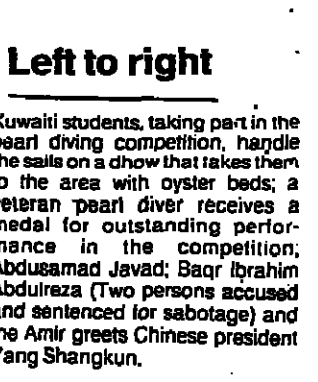 Left to right
Kuwaiti students, taking part in the
pearl diving competition, handle
the sails on a dhow that takes them
to the area with oyster beds; a
veteran pearl diver receives a
medal for outstanding perfor-
mance in the competition;
Abdusamad Javad; Baqr Ibrahim
Abdulreza (Two persons accused
and sentenced for sabotage) and
the Amir greets Chinese president
Yang Shangkun.